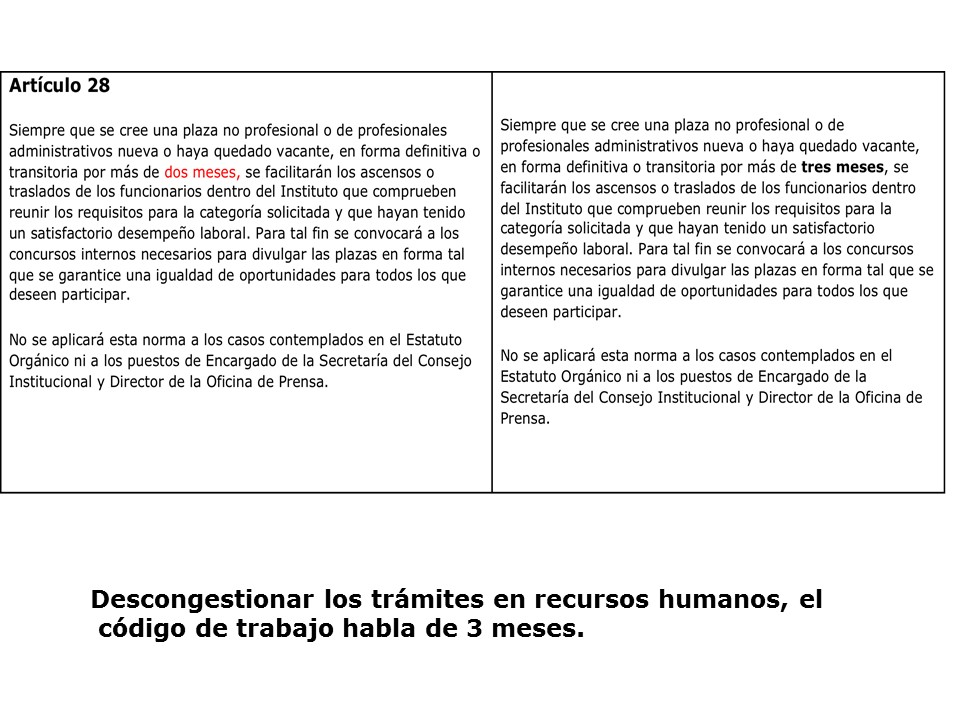 Artículo 28
Siempre que se cree una plaza no profesional o de profesionales
administrativos nueva o haya quedado vacante, en forma definitiva o
transitoria por más de dos meses, se facilitarán los ascensos o
traslados de los funcionarios dentro del Instituto que comprueben
reunir los requisitos para la categoría solicitada y que hayan tenido
un satisfactorio desempeño laboral. Para tal fin se convocará a los
concursos internos necesarios para divulgar las plazas en forma tal
que se garantice una igualdad de oportunidades para todos los que
deseen participar.
No se aplicará esta norma a los casos contemplados en el Estatuto
Orgánico ni a los puestos de Encargado de la Secretaría del Consejo
Institucional y Director de la Oficina de Prensa.
Siempre que se cree una plaza no profesional o de
profesionales administrativos nueva o haya quedado vacante,
en forma definitiva o transitoria por más de tres meses, se
facilitarán los ascensos o traslados de los funcionarios dentro
del Instituto que comprueben reunir los requisitos para la
categoría solicitada y que hayan tenido un satisfactorio
desempeño laboral. Para tal fin se convocará a los concursos
internos necesarios para divulgar las plazas en forma tal que se
garantice una igualdad de oportunidades para todos los que
deseen participar.
No se aplicará esta norma a los casos contemplados en el
Estatuto Orgánico ni a los puestos de Encargado de la
Secretaría del Consejo Institucional y Director de la Oficina de
Prensa.
Descongestionar los trámites en recursos humanos, el
código de trabajo habla de 3 meses.